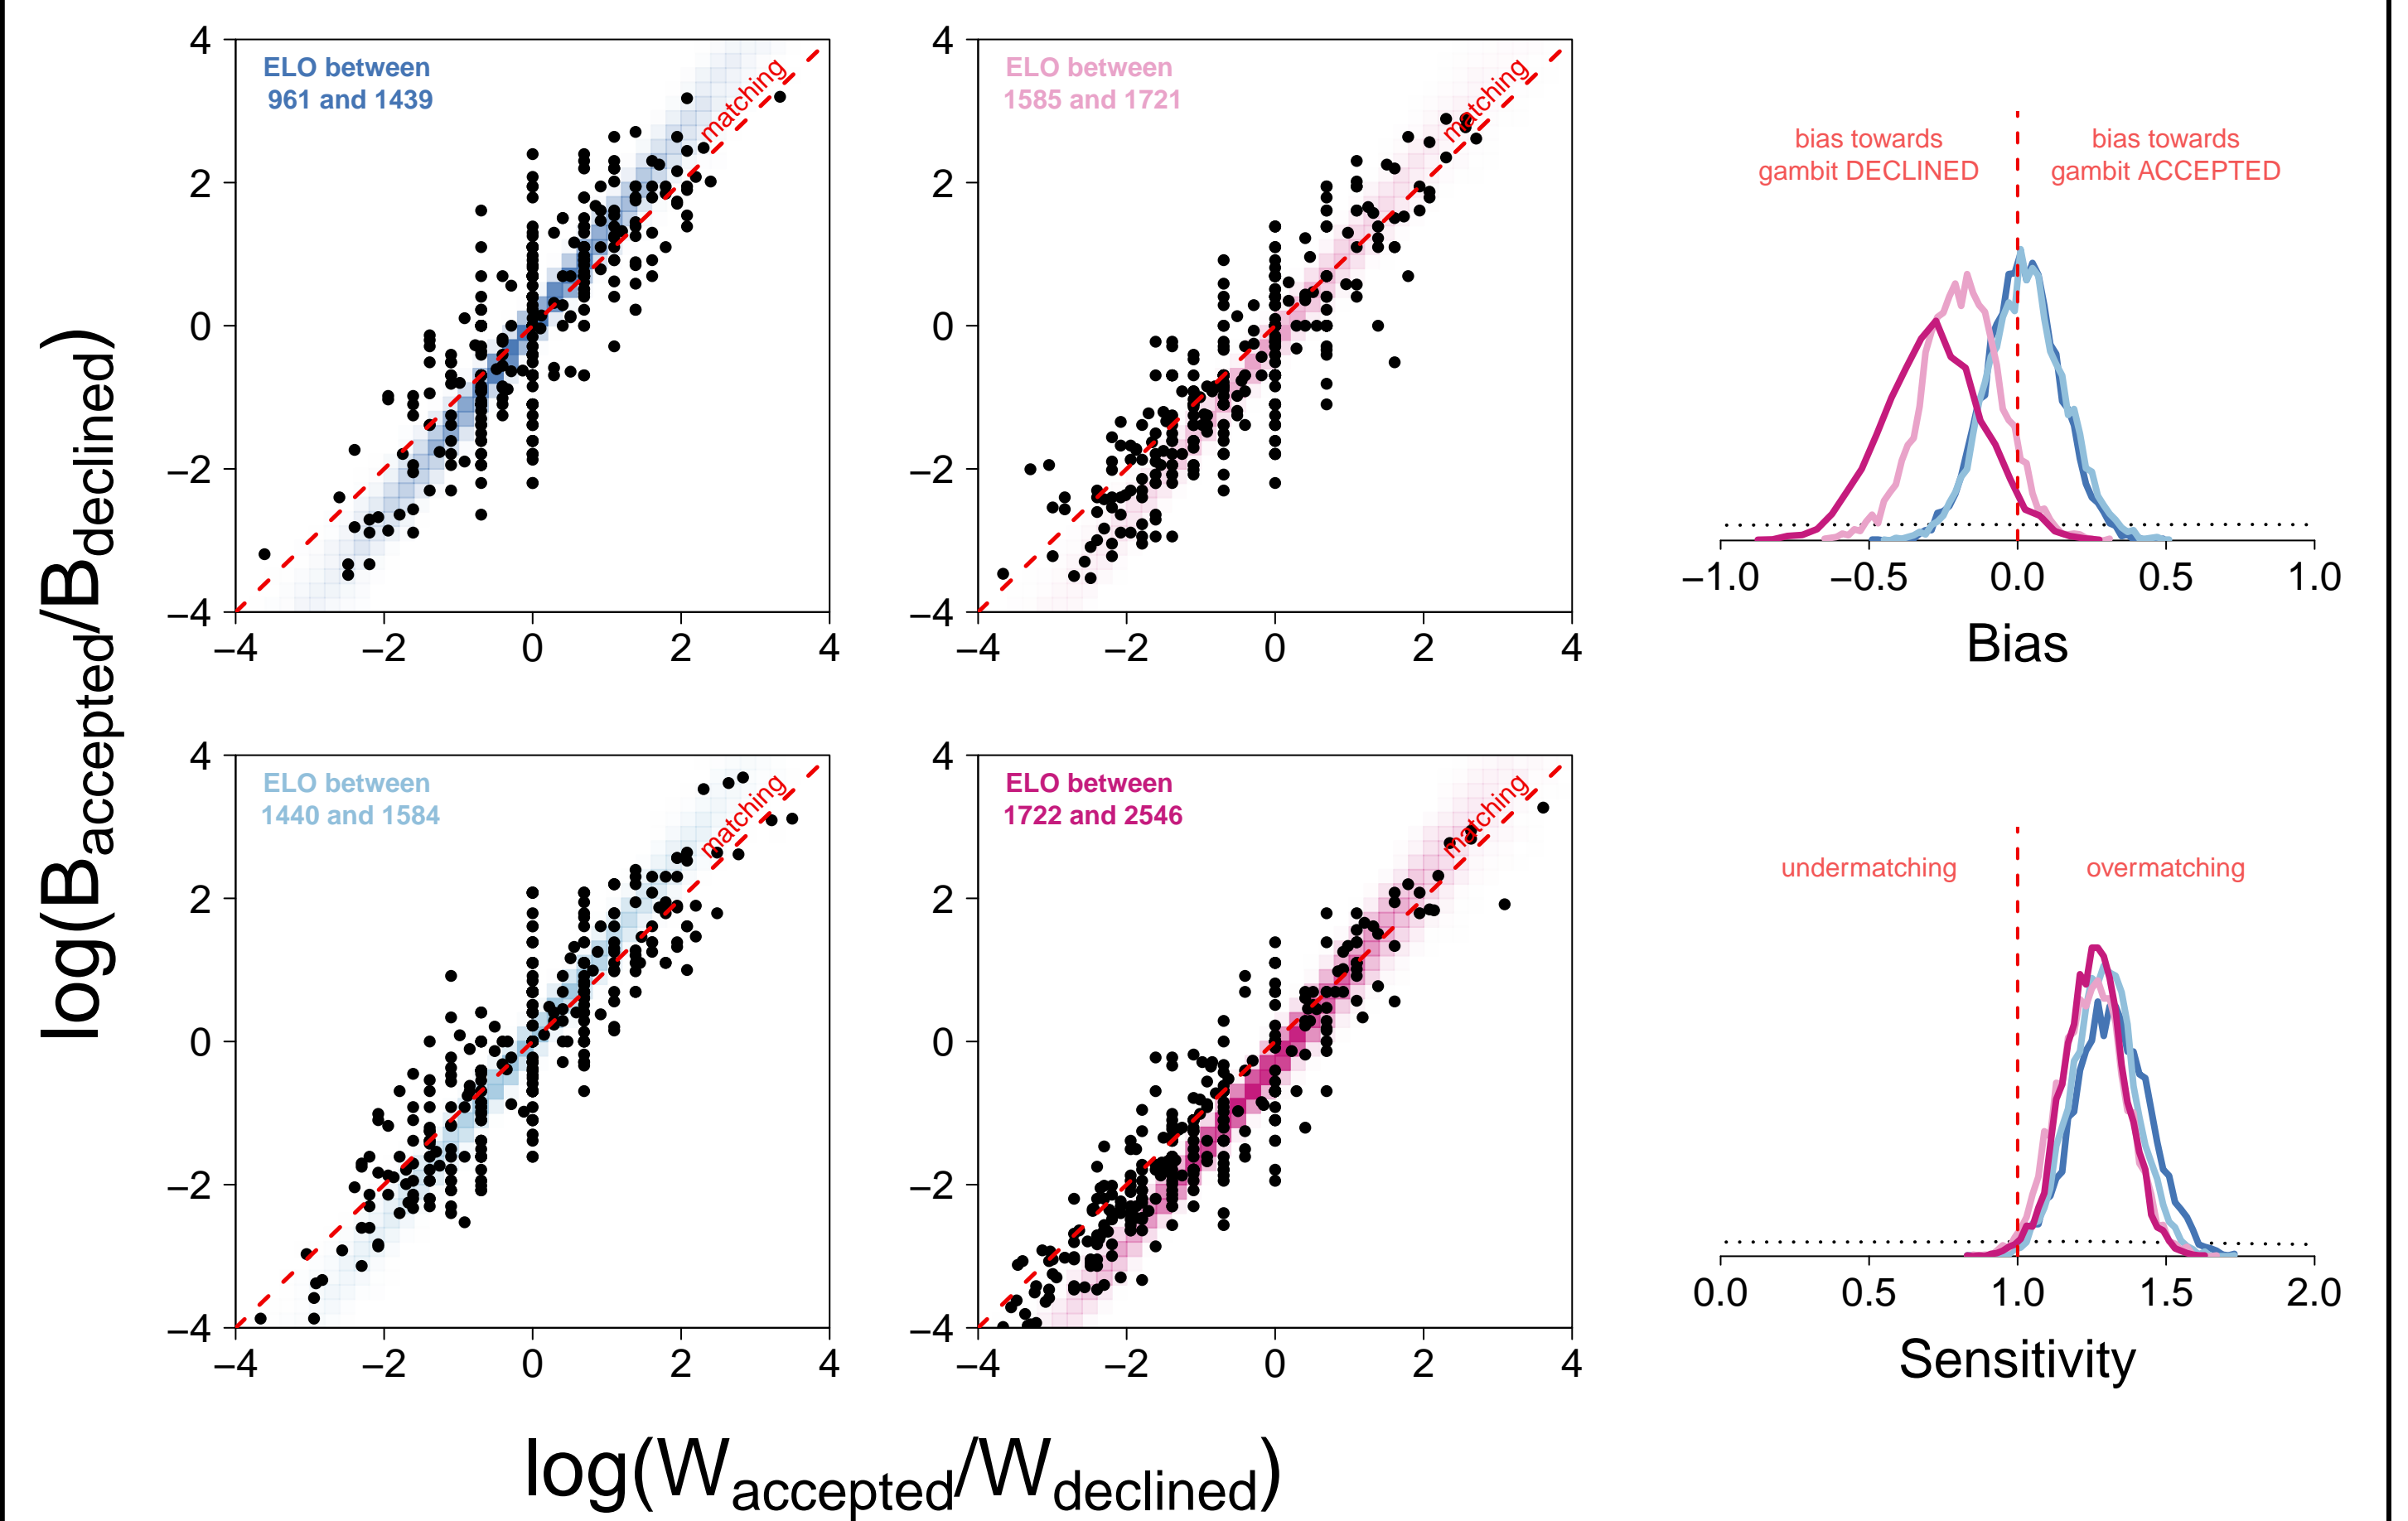 log(Baccepted/Bdeclined)
ELO between
961 and 1439
matching
4
2
0
−2
−4
−4
−2
0
2
4
ELO between
1585 and 1721
matching
4
2
0
−2
−4
−4
−2
0
2
4
bias towards
gambit DECLINED
bias towards
gambit ACCEPTED
−1.0
−0.5
0.0
0.5
1.0
Bias
ELO between
1440 and 1584
matching
4
2
0
−2
−4
−4
−2
0
2
4
ELO between
1722 and 2546
matching
4
2
0
−2
−4
−4
−2
0
2
4
undermatching
overmatching
0.0
0.5
1.0
1.5
2.0
Sensitivity
log(Waccepted/Wdeclined)